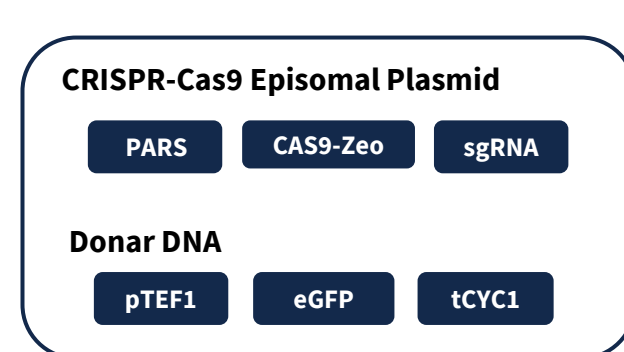 CRISPR-Cas9 Episomal Plasmid
PARS CAS9-Zeo sgRNA
Donar DNA
pTEF1 eGFP tCYC1